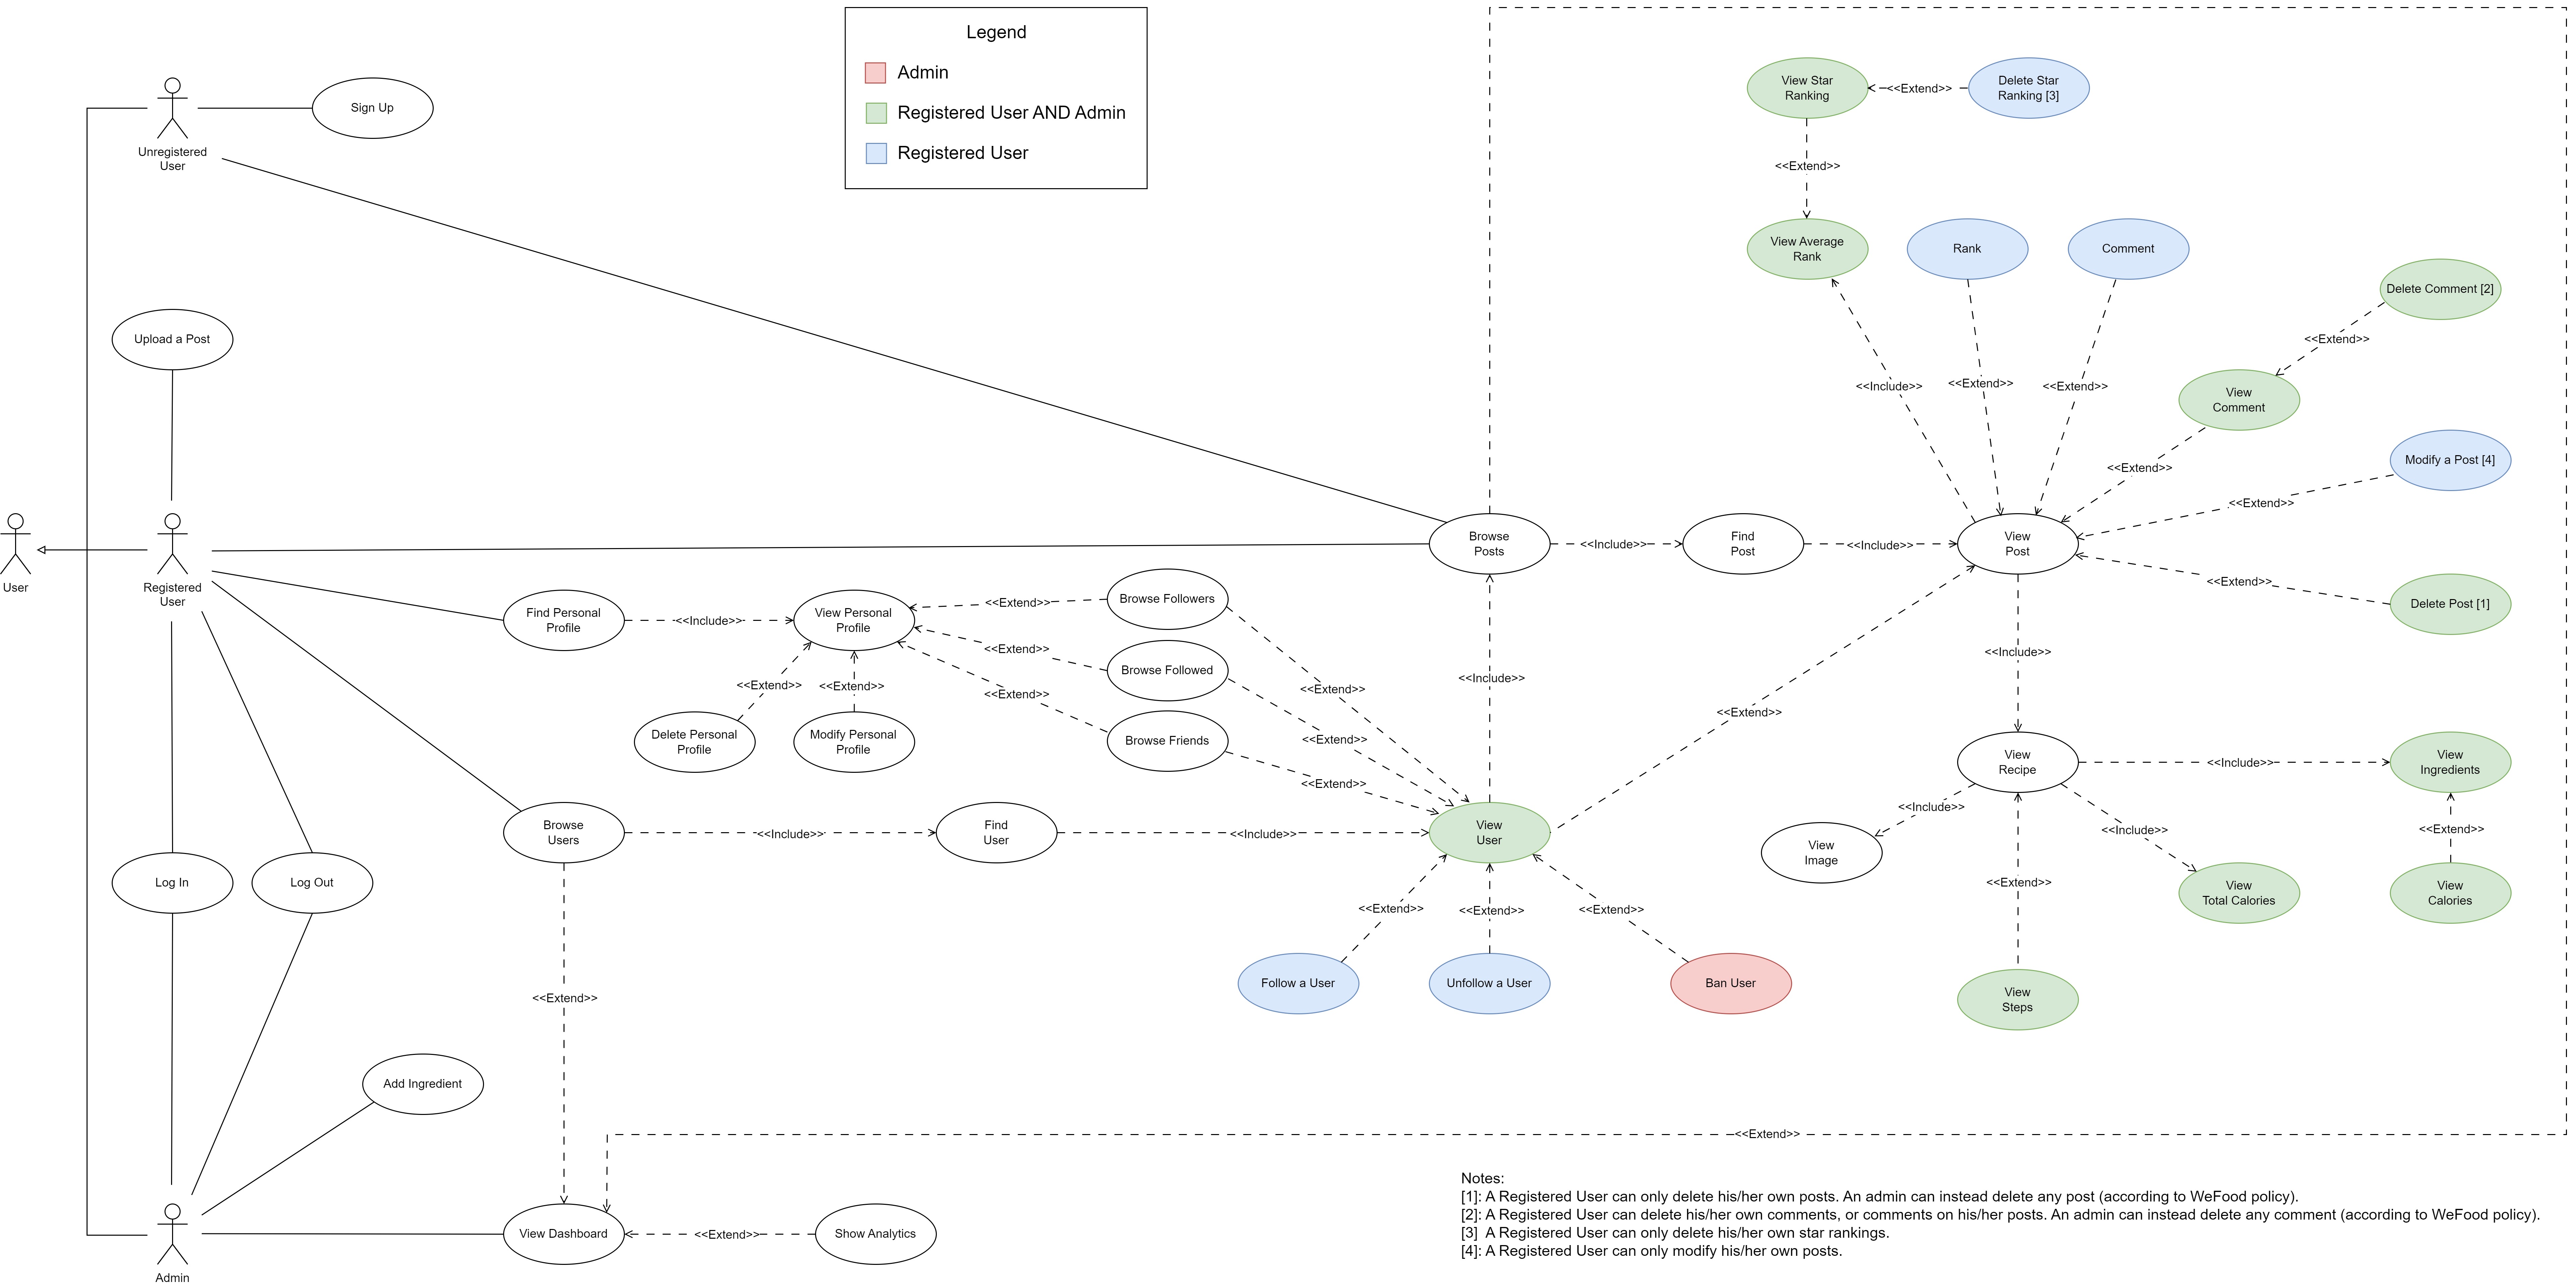 Legend
Admin
Registered User AND Admin
Registered User
Unregistered
User
Sign Up
View Star
Ranking
<<Extend>>
Delete Star
Ranking [3]
<<Extend>>
View Average
Rank
Rank
Comment
Delete Comment [2]
<<Extend>>
Upload a Post
<<Include>>
<<Extend>>
<<Extend>>
View
Comment
<<Extend>>
Modify a Post [4]
<<Extend>>
User
Registered
User
Browse
Posts
<<Include>>
Find
Post
<<Include>>
View
Post
<<Extend>>
Delete Post [1]
Find Personal
Profile
<<Include>>
View Personal
Profile
<<Extend>>
Browse Followers
<<Extend>>
Browse Followed
<<Extend>>
Browse Friends
<<Extend>>
<<Extend>>
Delete Personal
Profile
Modify Personal
Profile
<<Extend>>
<<Extend>>
<<Extend>>
<<Include>>
<<Extend>>
<<Include>>
View
Recipe
<<Include>>
View
Ingredients
<<Include>>
View
Image
<<Include>>
View
Total Calories
<<Extend>>
View
Calories
<<Extend>>
View
Steps
Browse
Users
<<Include>>
Find
User
<<Include>>
View
User
Log In
Log Out
<<Extend>>
<<Extend>>
<<Extend>>
Follow a User
Unfollow a User
Ban User
<<Extend>>
Add Ingredient
<<Extend>>
Admin
View Dashboard
<<Extend>>
Show Analytics
Notes:
[1]: A Registered User can only delete his/her own posts. An admin can instead delete any post (according to WeFood policy).
[2]: A Registered User can delete his/her own comments, or comments on his/her posts. An admin can instead delete any comment (according to WeFood policy).
[3] A Registered User can only delete his/her own star rankings.
[4]: A Registered User can only modify his/her own posts.